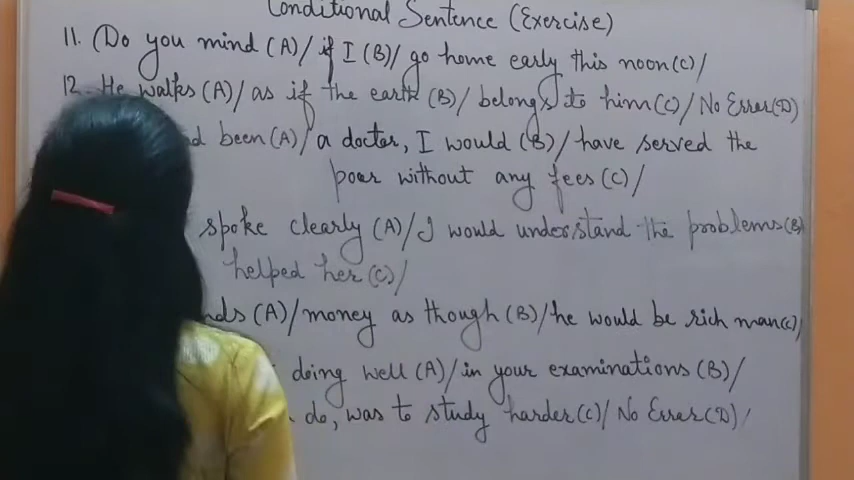 Conditional Sentence (Exercise)
11. (Do you mind (A)/ if I (B)/ go home early this noon(C)/
12. He walks (A)/ as if the earth (B)/ belongs to him(C)/ No Error(D)
been (A)/ a doctor, I would (B)/ have served the
poor without any fees (C)/
spoke clearly (A)/ I would understand the problems(B)
helped her (C)/
nds (A)/ money as though (B)/ he would be rich man(C)/
doing well (A)/ in your examinations (B)/
do, was to study harder(C)/ No Error(D)/